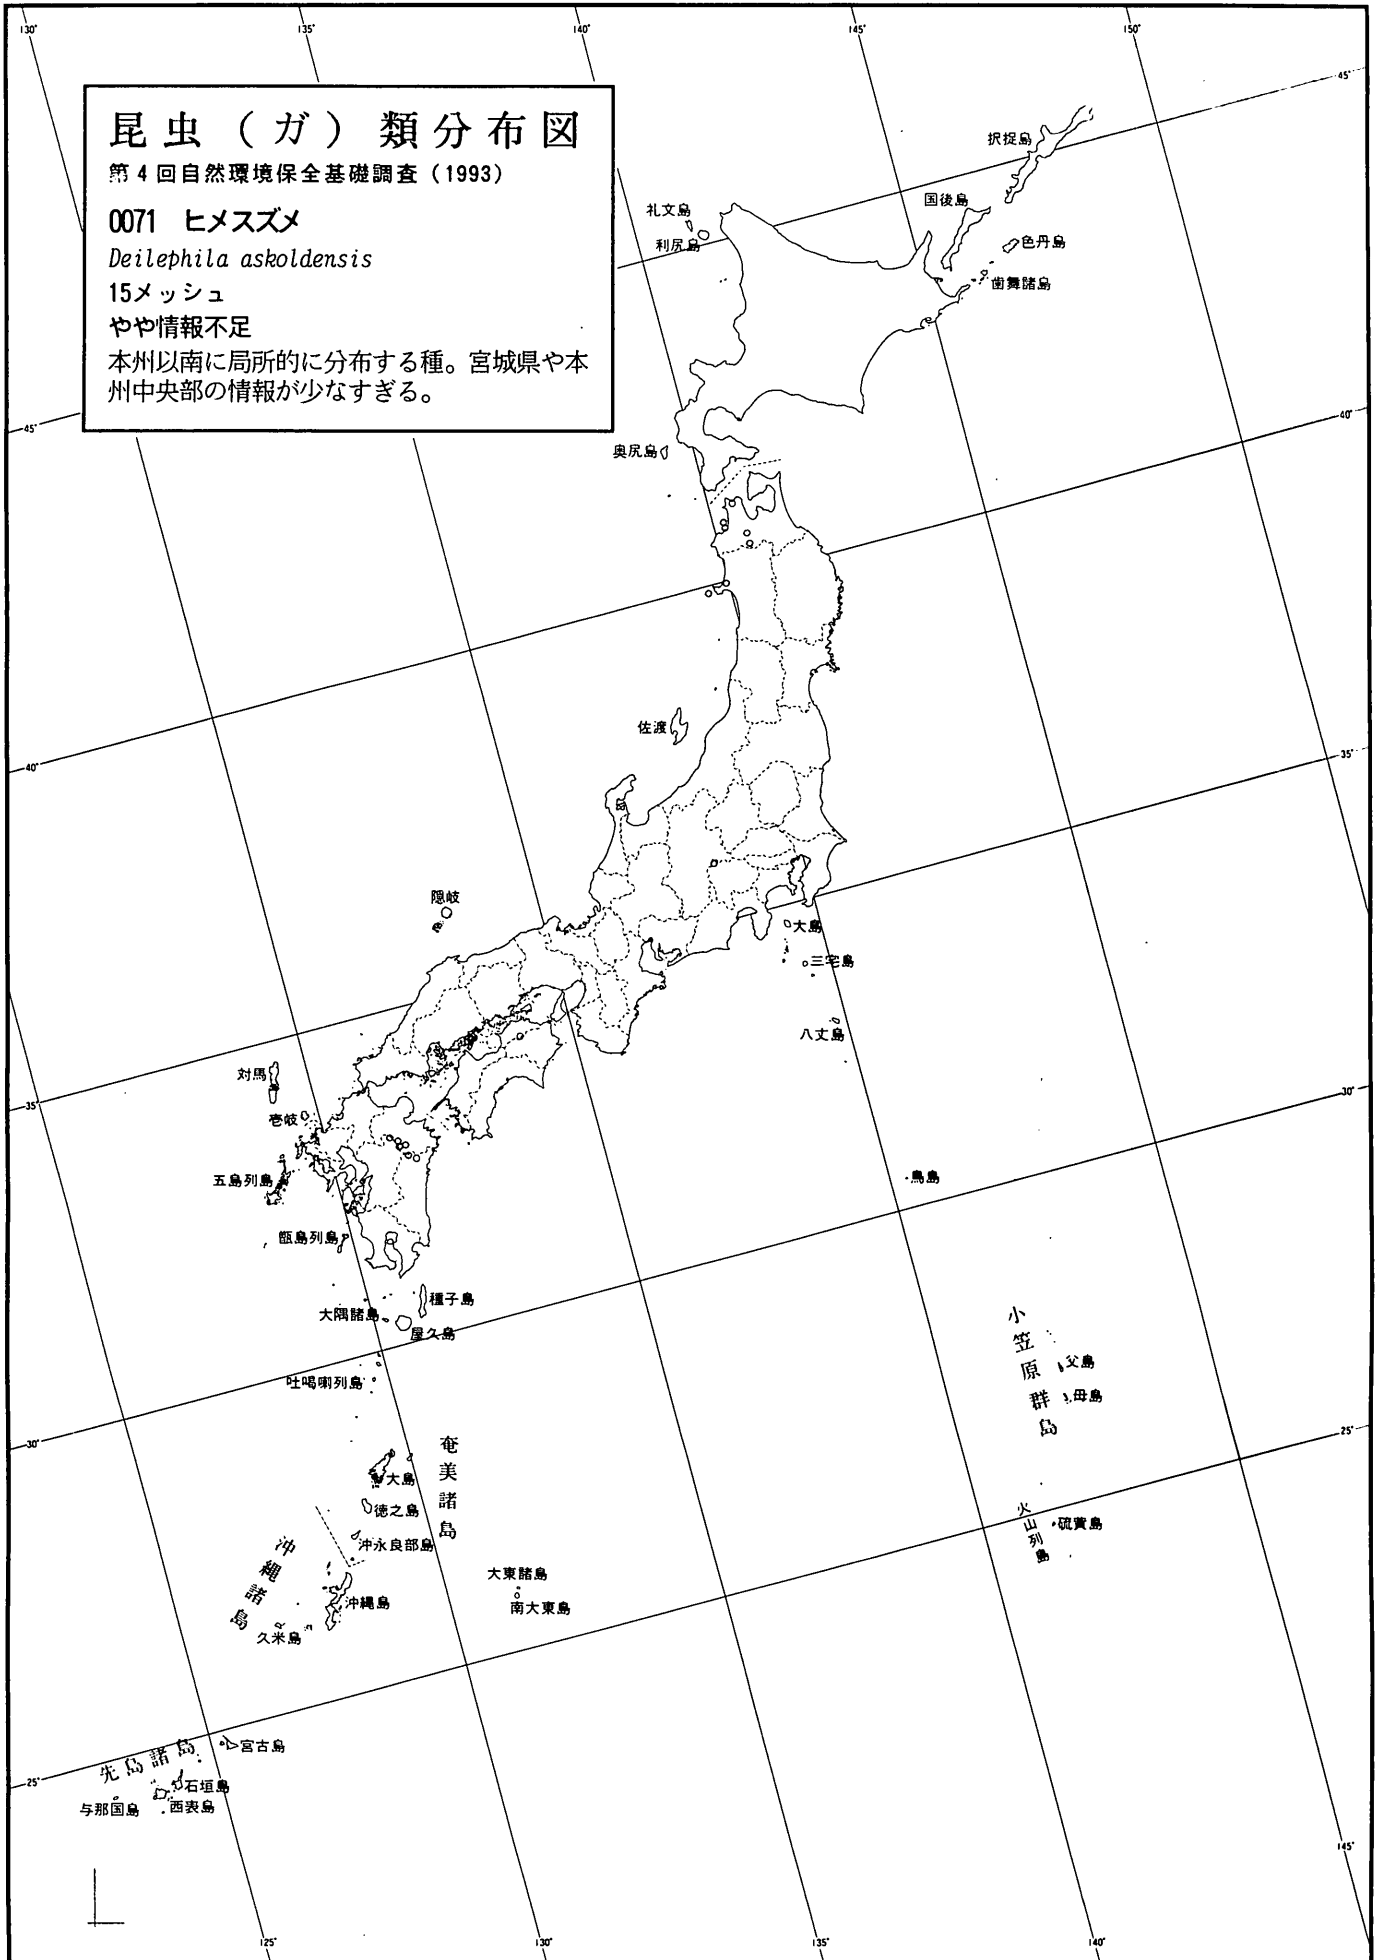 130°
135°
140°
145°
150°
昆虫（ガ）類分布図
第4回自然環境保全基礎調査（1993）
0071 ヒメスズメ
Deilephila askoldensis
15メッシュ
やや情報不足
本州以南に局所的に分布する種。宮城県や本
州中央部の情報が少なすぎる。
45°
択捉島
国後島
色丹島
歯舞諸島
礼文島
利尻島
45°
40°
奥尻島
佐渡
40°
35°
隠岐
大島
三宅島
八丈島
対馬
壱岐
35°
30°
五島列島
鳥島
甑島列島
種子島
大隅諸島
屋久島
吐喝喇列島
小笠原群島
父島
母島
30°
25°
奄美諸島
大島
徳之島
沖永良部島
火山列島
硫黄島
沖縄諸島
沖縄島
久米島
大東諸島
南大東島
先島諸島
宮古島
石垣島
西表島
与那国島
25°
145°
125°
130°
135°
140°